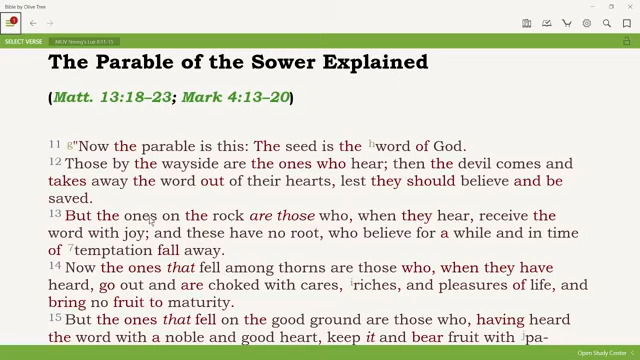 Bible by Olive Tree
SELECT VERSE NKJV Strong's Luk 8:11-15
The Parable of the Sower Explained
(Matt. 13:18–23; Mark 4:13–20)
11 g"Now the parable is this: The seed is the hword of God.
12 Those by the wayside are the ones who hear; then the devil comes and
takes away the word out of their hearts, lest they should believe and be
saved.
13 But the ones on the rock are those who, when they hear, receive the
word with joy; and these have no root, who believe for a while and in time
of 7temptation fall away.
14 Now the ones that fell among thorns are those who, when they have
heard, go out and are choked with cares, iriches, and pleasures of life, and
bring no fruit to maturity.
15 But the ones that fell on the good ground are those who, having heard
the word with a noble and good heart, keep it and bear fruit with jpa-
Open Study Center